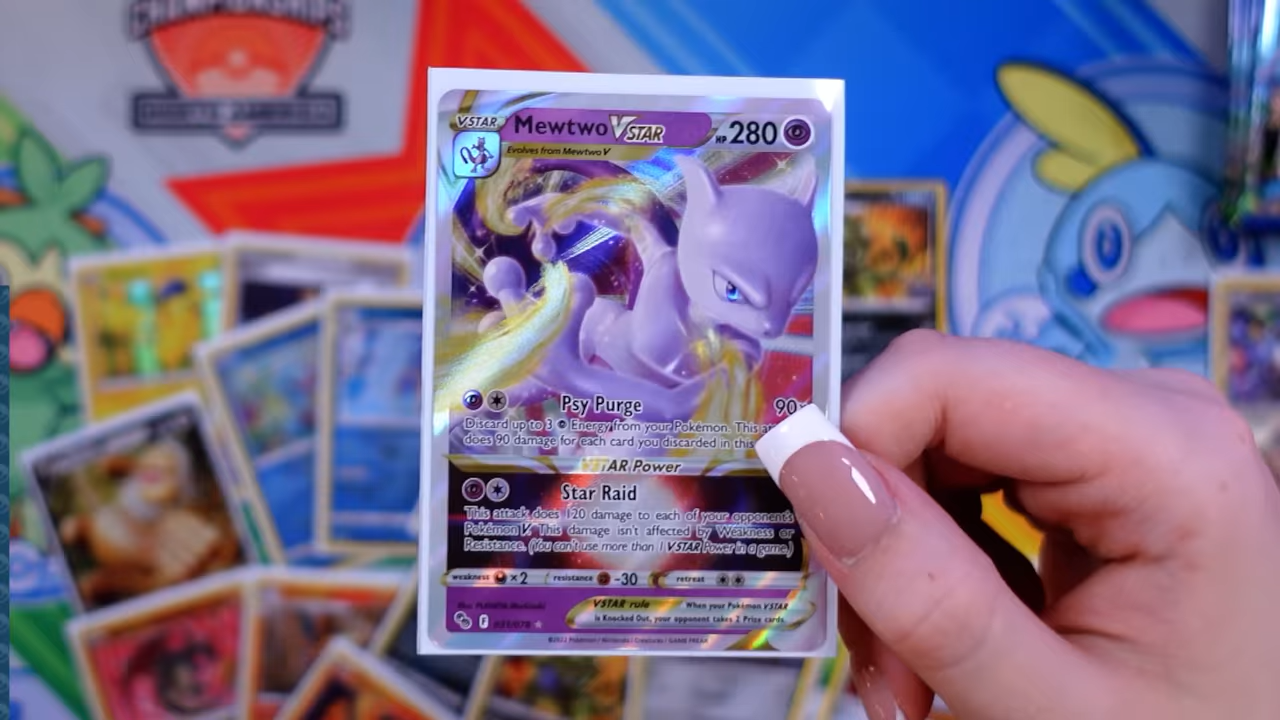 CHAMPIONSHIPS
VSTAR Mewtwo VSTAR HP 280
Evolves from Mewtwo V
Psy Purge 90×
Discard up to 3 Energy from your Pokémon. This
does 90 damage for each card you discarded in this
VSTAR Power
Star Raid
This attack does 120 damage to each of your opponent's
Pokémon V. This damage isn't affected by Weakness or
Resistance. (You can't use more than 1 VSTAR Power in a game.)
weakness ×2 resistance -30 retreat
VSTAR rule When your Pokémon VSTAR
is Knocked Out, your opponent takes 2 Prize cards.
F 031/078
©2022 Pokémon / Nintendo / Creatures / GAME FREAK